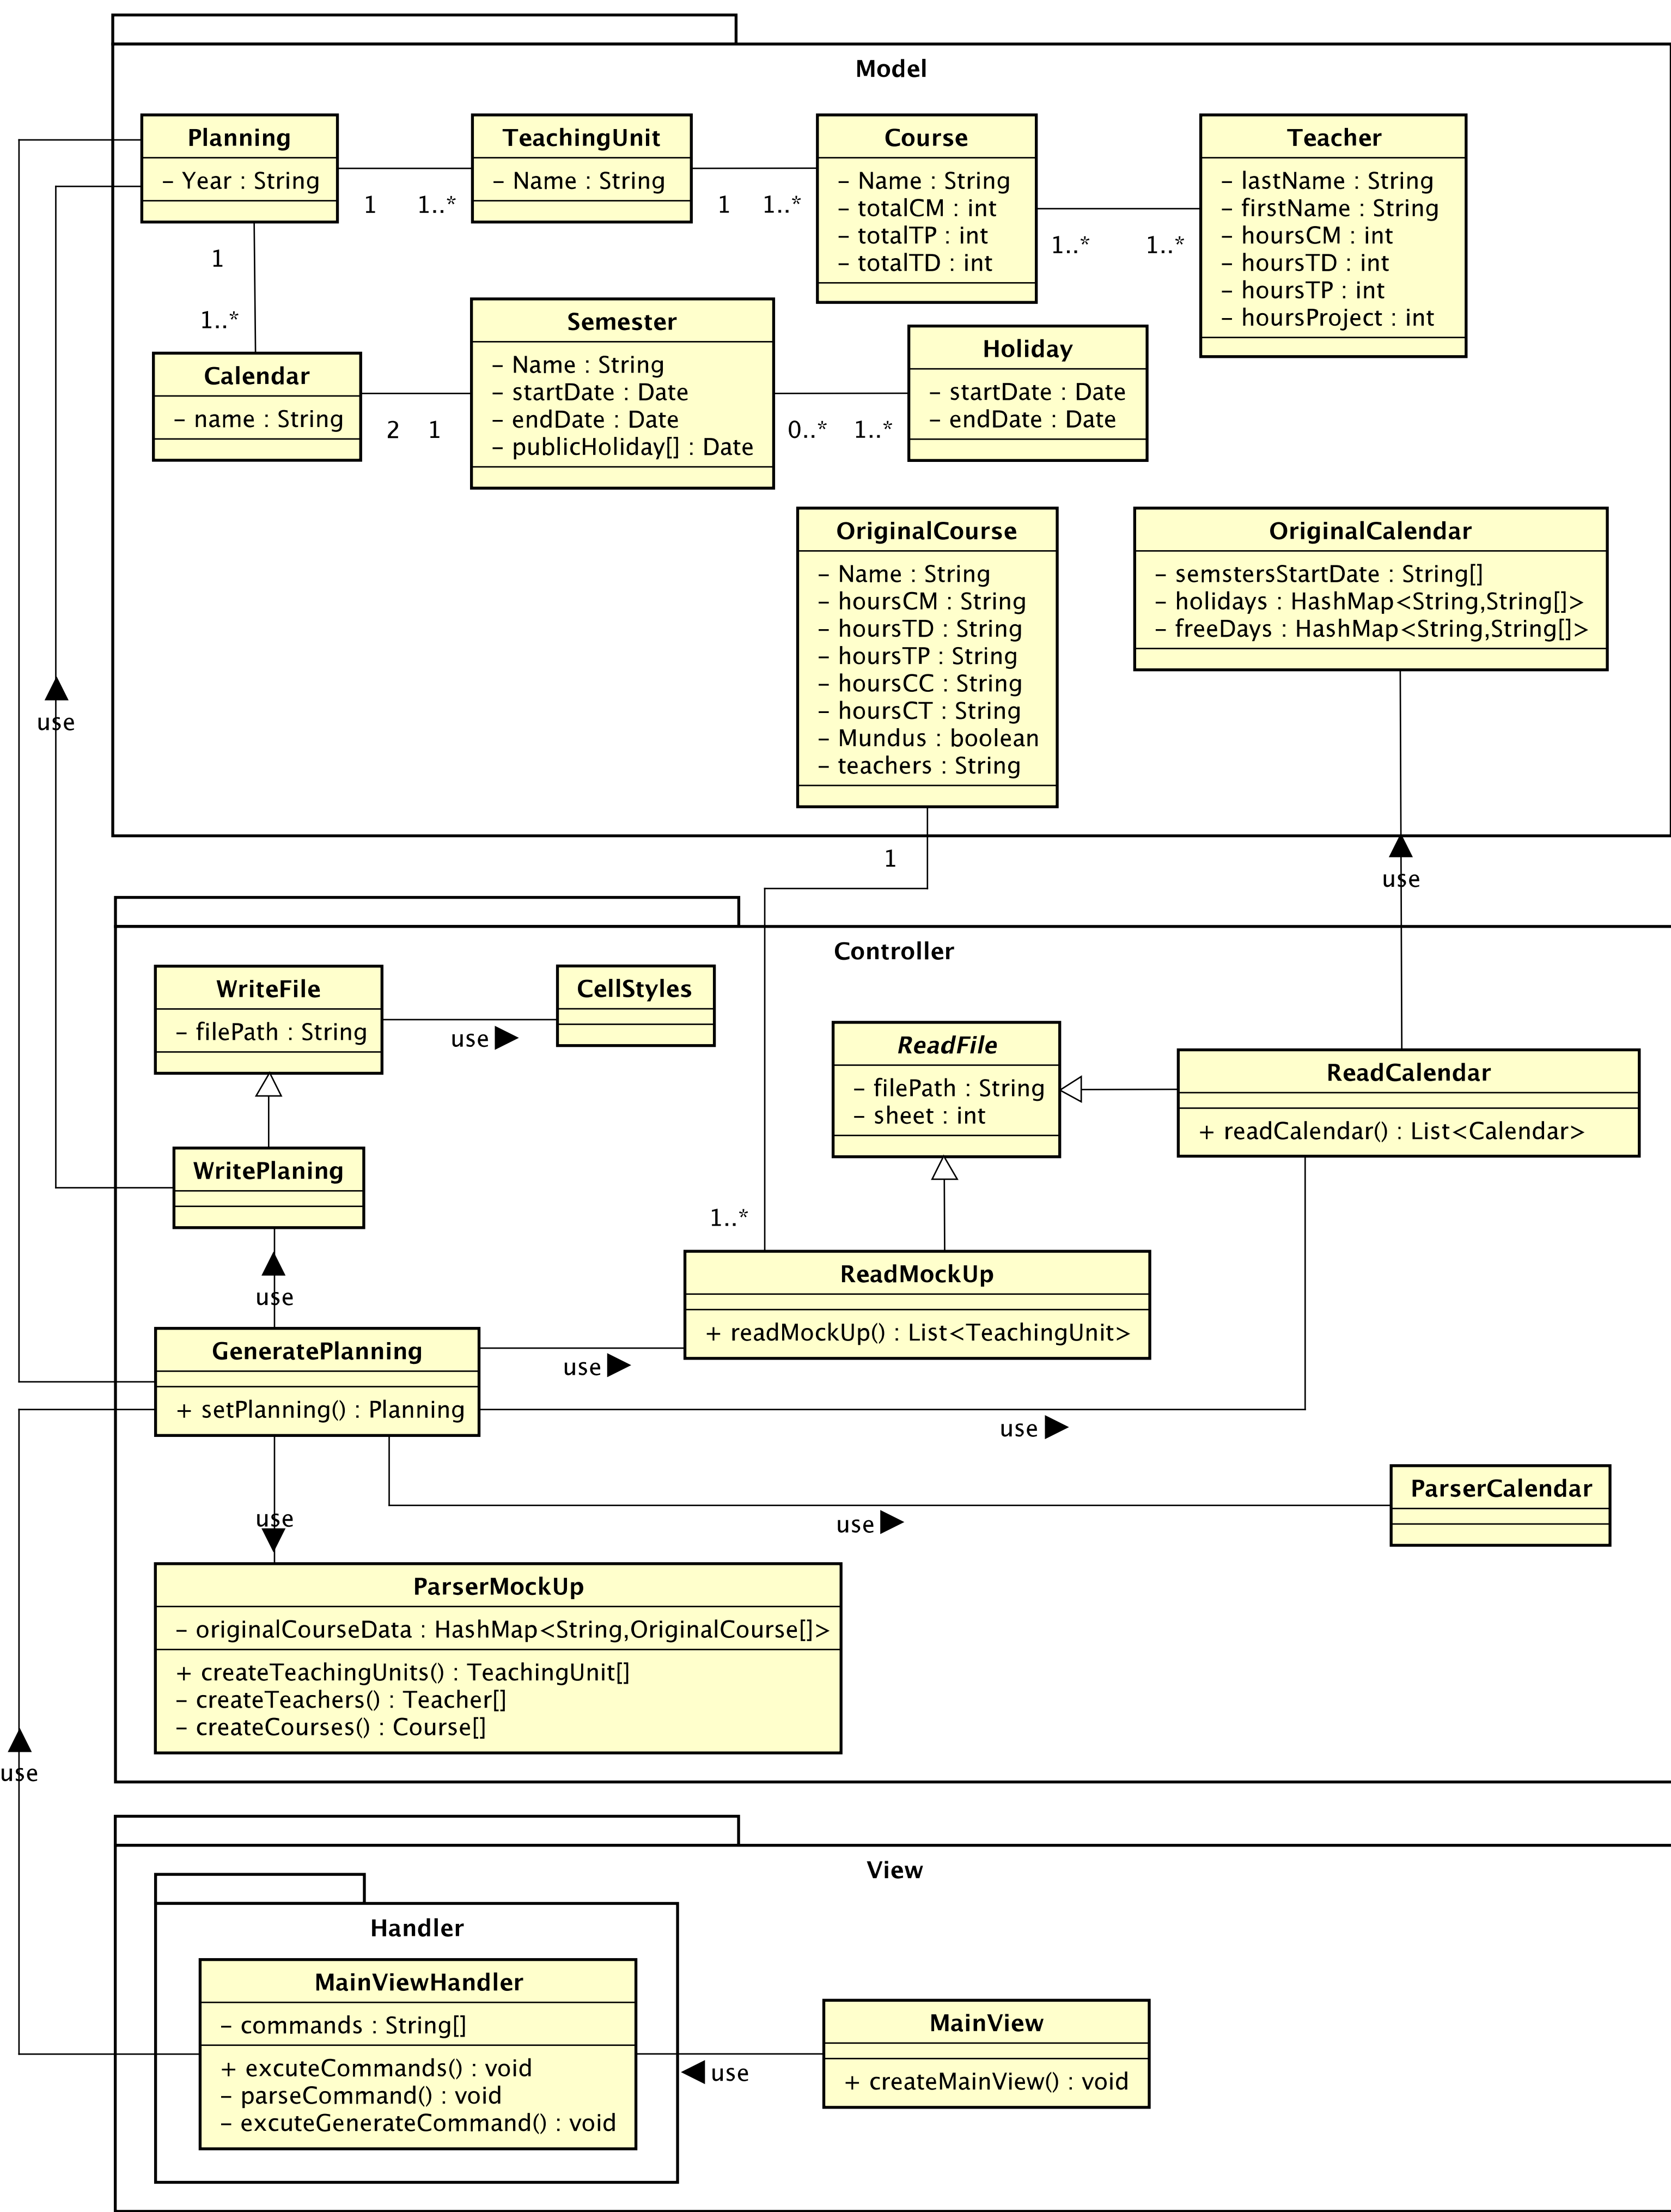 Model
Planning
– Year : String
1
1..*
TeachingUnit
– Name : String
1
1..*
Course
– Name : String
– totalCM : int
– totalTP : int
– totalTD : int
1..*
1..*
Teacher
– lastName : String
– firstName : String
– hoursCM : int
– hoursTD : int
– hoursTP : int
– hoursProject : int
1
1..*
Calendar
– name : String
2
1
Semester
– Name : String
– startDate : Date
– endDate : Date
– publicHoliday[] : Date
0..*
1..*
Holiday
– startDate : Date
– endDate : Date
OriginalCourse
– Name : String
– hoursCM : String
– hoursTD : String
– hoursTP : String
– hoursCC : String
– hoursCT : String
– Mundus : boolean
– teachers : String
OriginalCalendar
– semstersStartDate : String[]
– holidays : HashMap<String,String[]>
– freeDays : HashMap<String,String[]>
use
1
use
Controller
WriteFile
– filePath : String
use
CellStyles
ReadFile
– filePath : String
– sheet : int
ReadCalendar
+ readCalendar() : List<Calendar>
WritePlaning
1..*
use
ReadMockUp
+ readMockUp() : List<TeachingUnit>
GeneratePlanning
+ setPlanning() : Planning
use
use
use
use
ParserCalendar
ParserMockUp
– originalCourseData : HashMap<String,OriginalCourse[]>
+ createTeachingUnits() : TeachingUnit[]
– createTeachers() : Teacher[]
– createCourses() : Course[]
use
View
Handler
MainViewHandler
– commands : String[]
+ excuteCommands() : void
– parseCommand() : void
– excuteGenerateCommand() : void
use
MainView
+ createMainView() : void